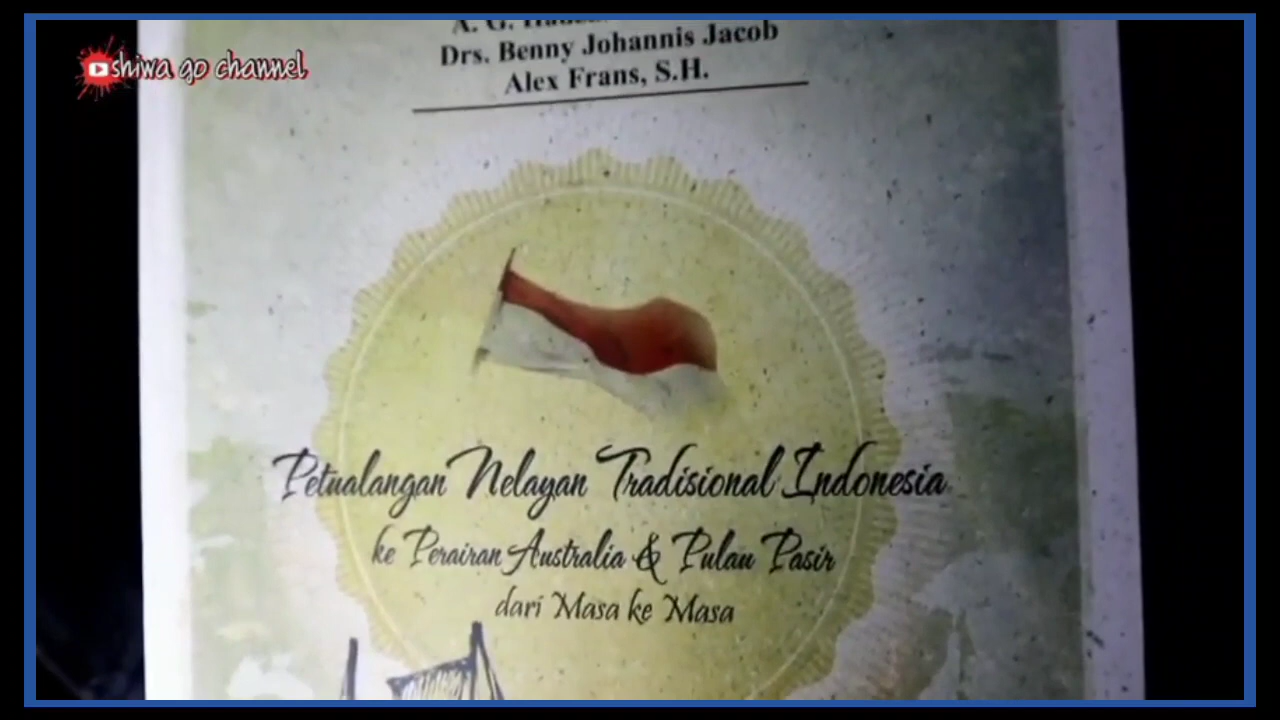 shiwa go channel
A. G.
Drs. Benny Johannis Jacob
Alex Frans, S.H.
Petualangan Nelayan Tradisional Indonesia
ke Perairan Australia & Pulau Pasir
dari Masa ke Masa